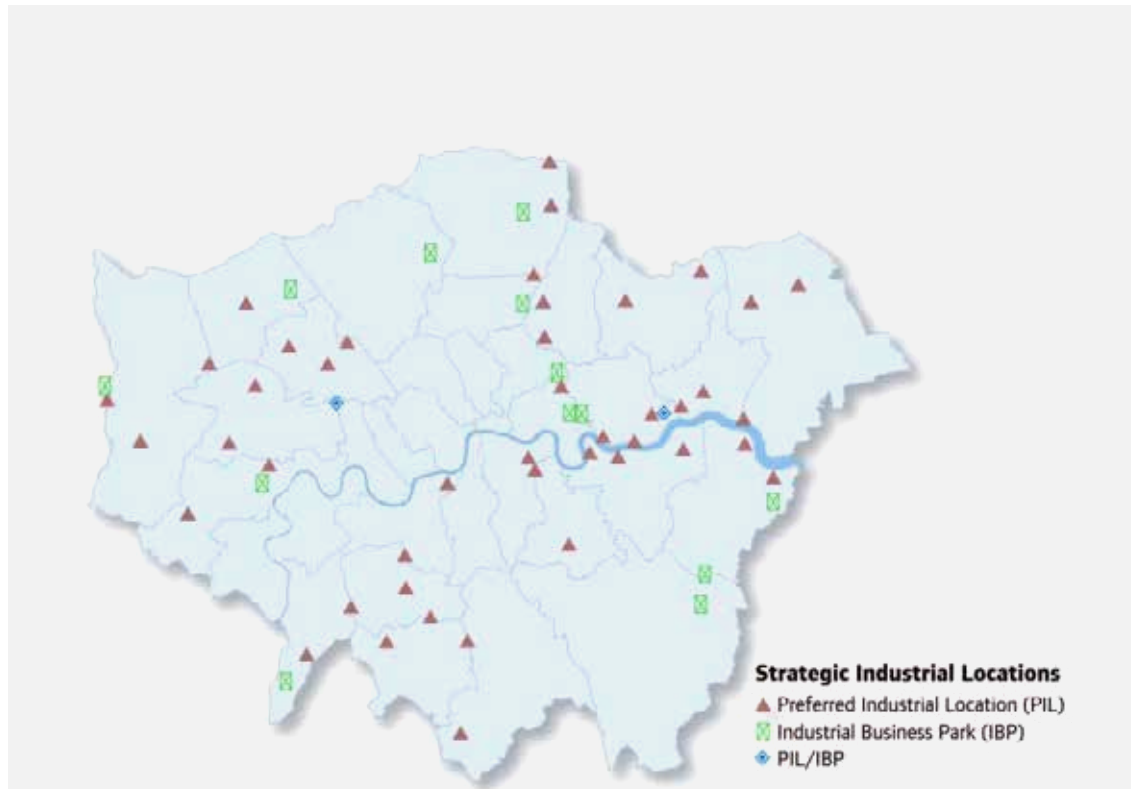 Strategic Industrial Locations
Preferred Industrial Location (PIL)
Industrial Business Park (IBP)
PIL/IBP